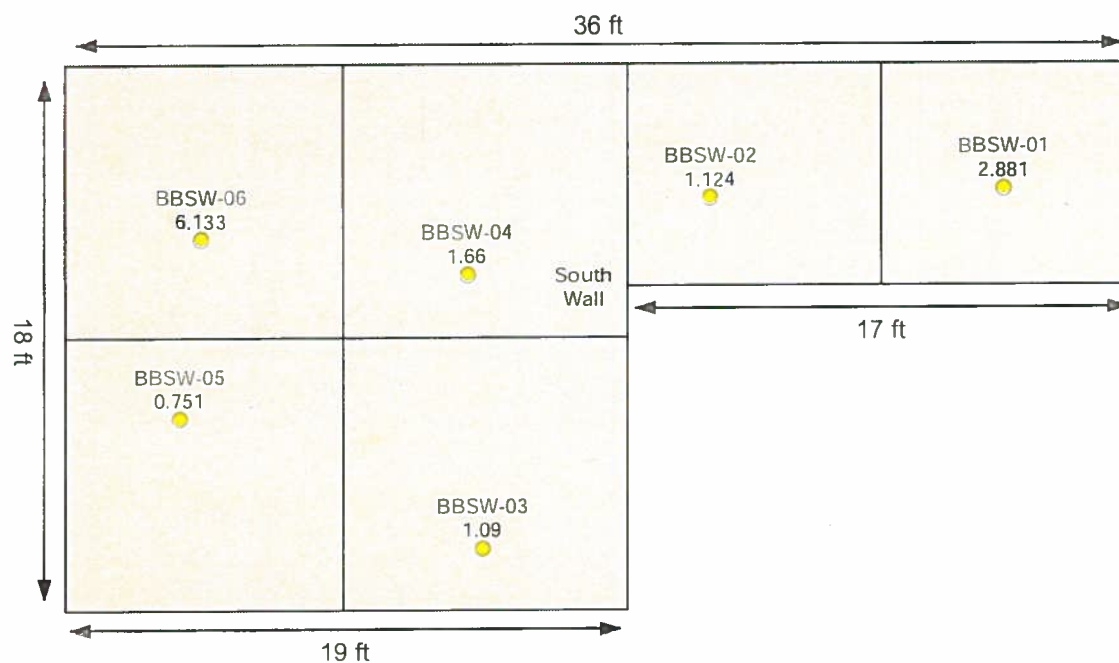 36 ft
BBSW-06
6.133
BBSW-04
1.66
South
Wall
BBSW-02
1.124
BBSW-01
2.881
17 ft
18 ft
BBSW-05
0.751
BBSW-03
1.09
19 ft